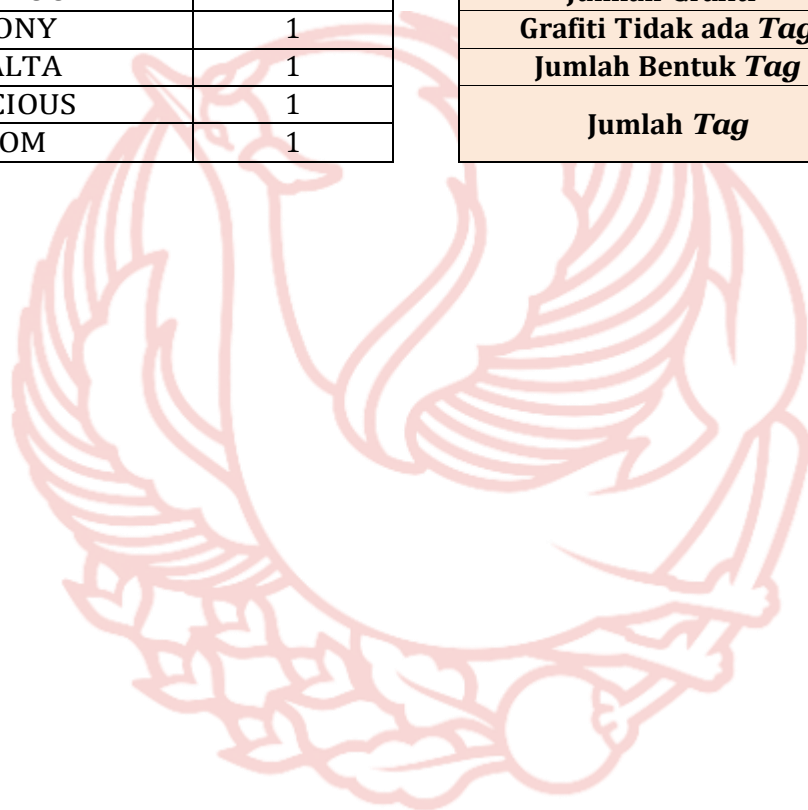 ONY 1 Grafiti Tidak ada Tag
ALTA 1 Jumlah Bentuk Tag
CIOUS 1 Jumlah Tag
OM 1